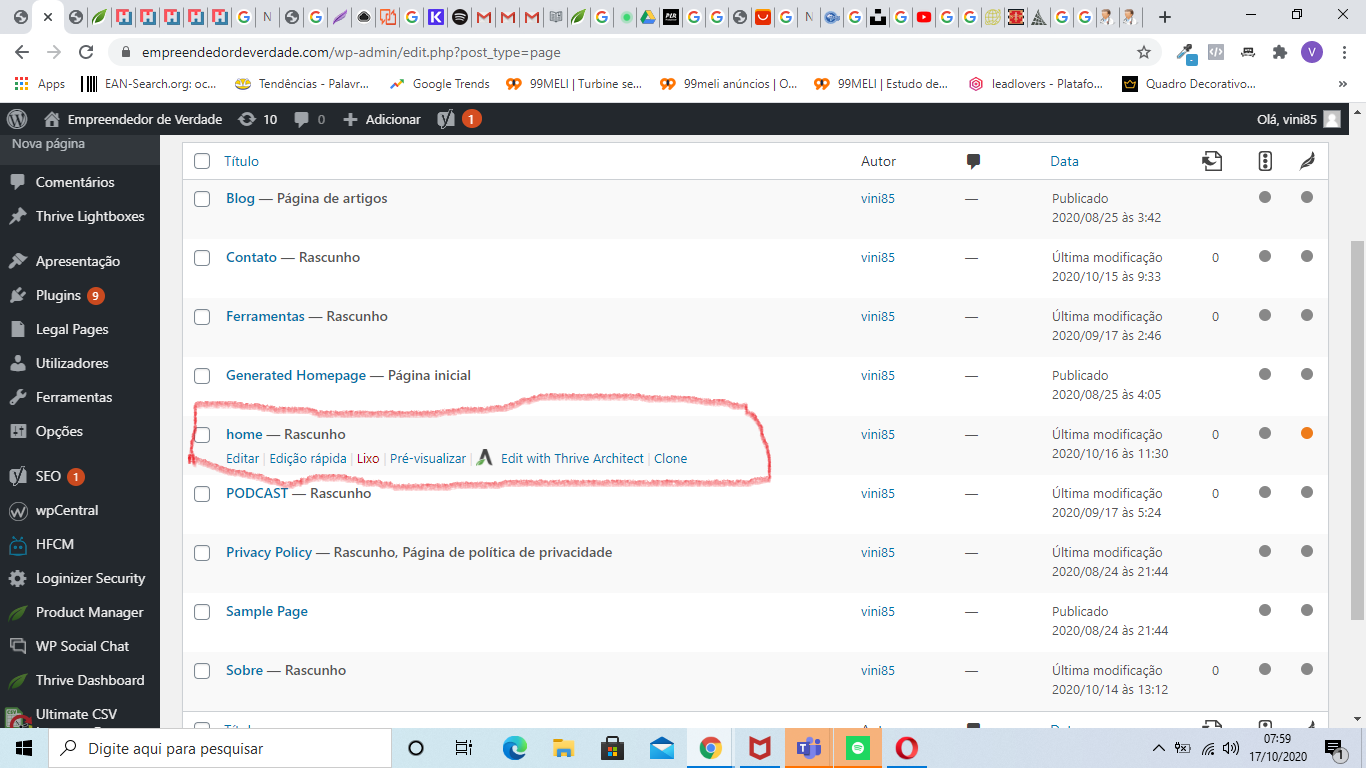 empreendedordeverdade.com/wp-admin/edit.php?post_type=page
V
Apps
EAN-Search.org: oc...
Tendências - Palavr...
Google Trends
99MELI | Turbine se...
99meli anúncios | O...
99MELI | Estudo de...
leadlovers - Platafo...
Quadro Decorativo...
Empreendedor de Verdade
10
0
Adicionar
1
Olá, vini85
Nova página
Comentários
Thrive Lightboxes
Apresentação
Plugins 9
Legal Pages
Utilizadores
Ferramentas
Opções
SEO 1
wpCentral
HFCM
Loginizer Security
Product Manager
WP Social Chat
Thrive Dashboard
Ultimate CSV
Título Autor Data
Blog — Página de artigos vini85 — Publicado
2020/08/25 às 3:42
Contato — Rascunho vini85 — Última modificação 0
2020/10/15 às 9:33
Ferramentas — Rascunho vini85 — Última modificação 0
2020/09/17 às 2:46
Generated Homepage — Página inicial vini85 — Publicado
2020/08/25 às 4:05
home — Rascunho vini85 — Última modificação 0
Editar | Edição rápida | Lixo | Pré-visualizar | Edit with Thrive Architect | Clone 2020/10/16 às 11:30
PODCAST — Rascunho vini85 — Última modificação 0
2020/09/17 às 5:24
Privacy Policy — Rascunho, Página de política de privacidade vini85 — Última modificação
2020/08/24 às 21:44
Sample Page vini85 — Publicado
2020/08/24 às 21:44
Sobre — Rascunho vini85 — Última modificação 0
2020/10/14 às 13:12
Digite aqui para pesquisar
07:59
17/10/2020
1